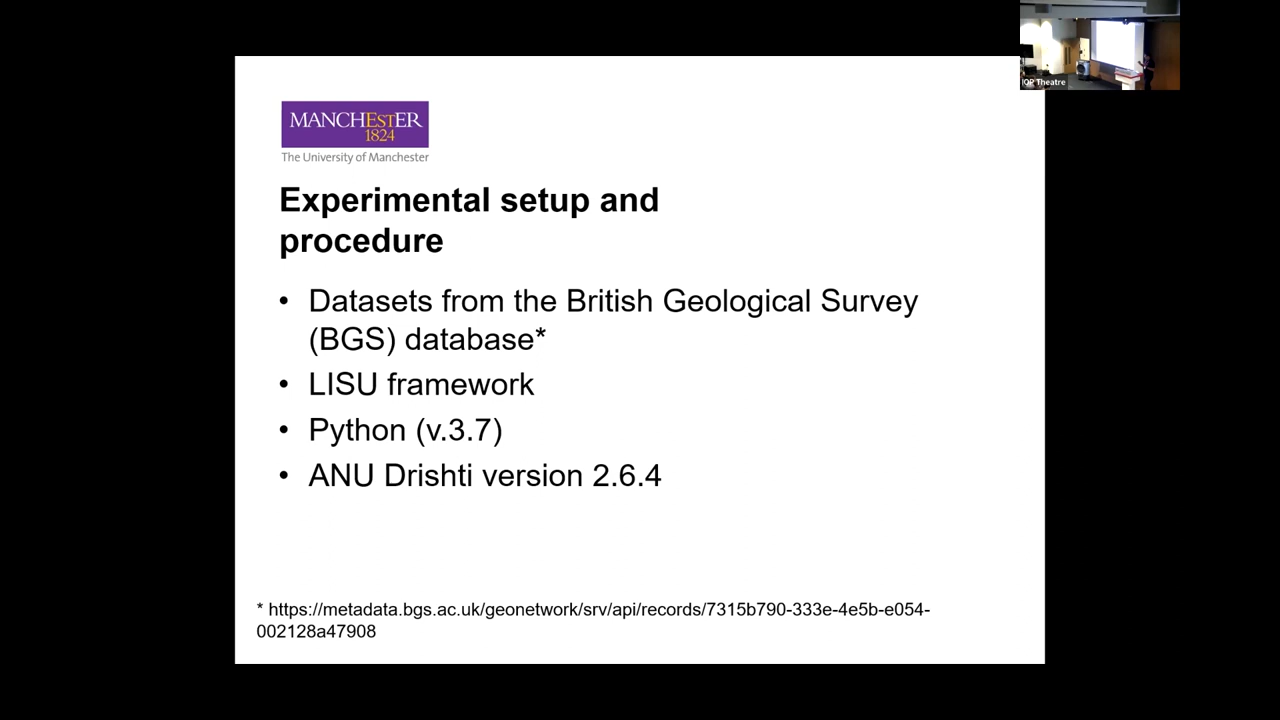 IOP Theatre
MANCHESTER
1824
The University of Manchester
Experimental setup and
procedure
• Datasets from the British Geological Survey
(BGS) database*
• LISU framework
• Python (v.3.7)
• ANU Drishti version 2.6.4
* https://metadata.bgs.ac.uk/geonetwork/srv/api/records/7315b790-333e-4e5b-e054-
002128a47908